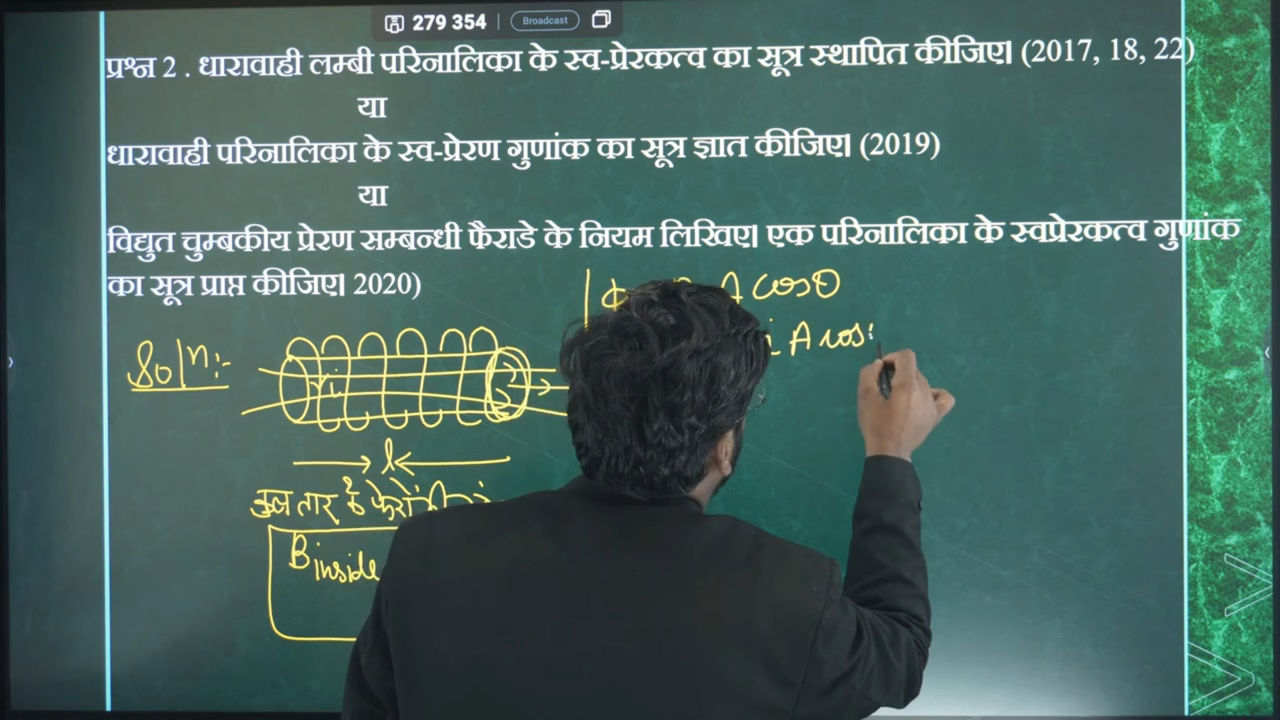 279 354 | Broadcast
प्रश्न 2 . धारावाही लम्बी परिनालिका के स्व-प्रेरकत्व का सूत्र स्थापित कीजिए। (2017, 18, 22)
या
धारावाही परिनालिका के स्व-प्रेरण गुणांक का सूत्र ज्ञात कीजिए। (2019)
या
विद्युत चुम्बकीय प्रेरण सम्बन्धी फैराडे के नियम लिखिए। एक परिनालिका के स्वप्रेरकत्व गुणांक
का सूत्र प्राप्त कीजिए। 2020)
A cosθ
Soln:-
i A cos
i
l
तार के फेरों
B inside